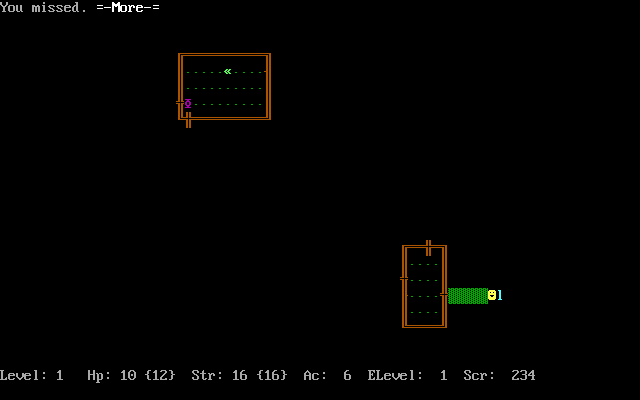 You missed. =-More-=
l
Level: 1 Hp: 10 {12} Str: 16 {16} Ac: 6 ELevel: 1 Scr: 234